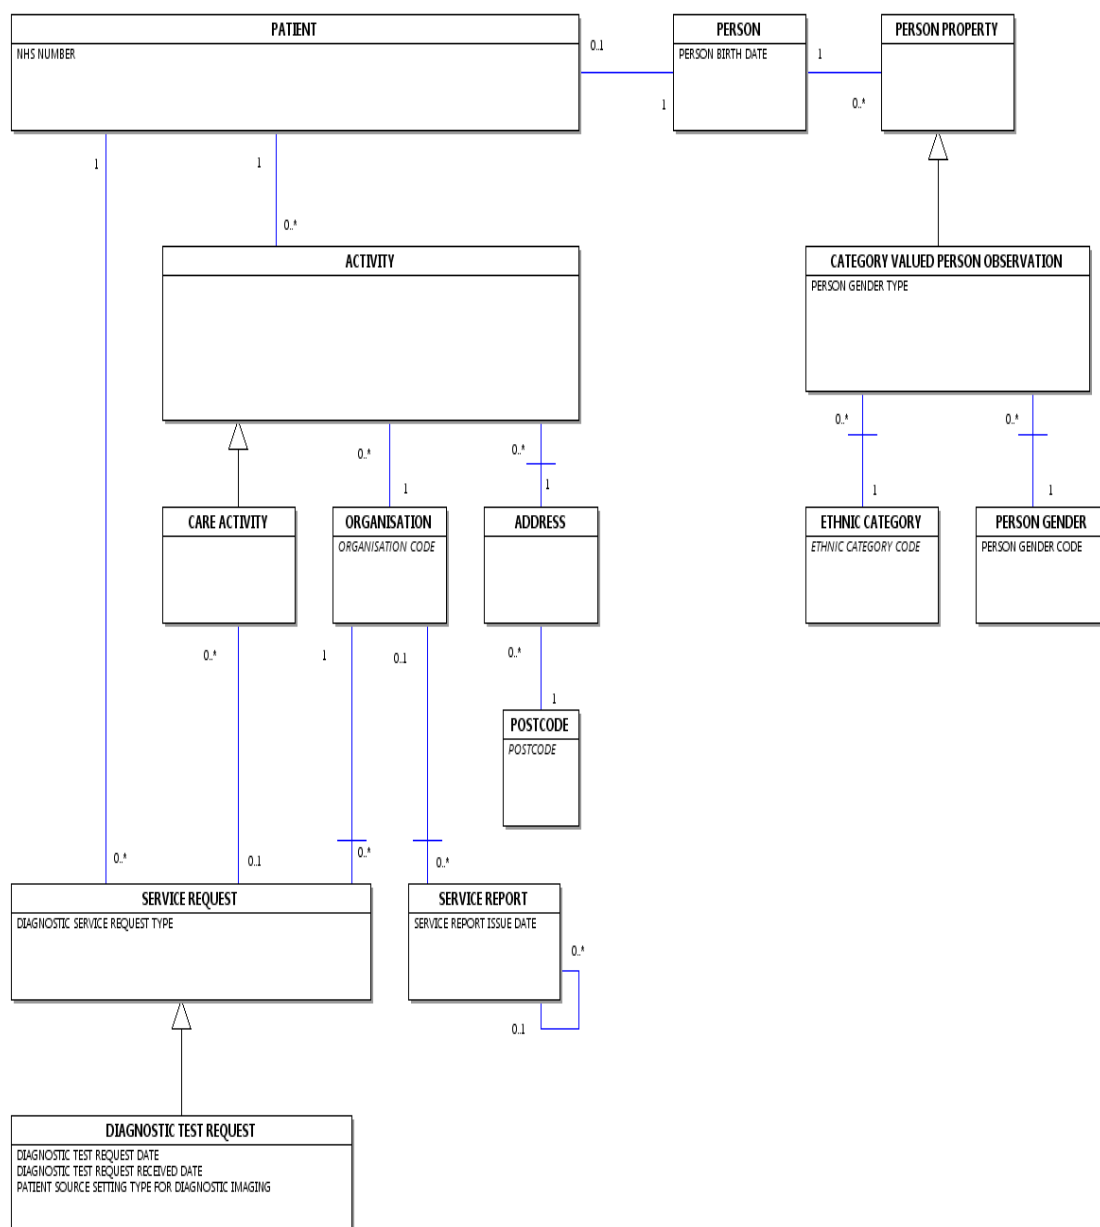 PATIENT
NHS NUMBER
PERSON
PERSON BIRTH DATE
PERSON PROPERTY
0..1
1
1
0..*
1
1
0..*
ACTIVITY
CATEGORY VALUED PERSON OBSERVATION
PERSON GENDER TYPE
0..*
1
0..*
1
0..*
1
0..*
1
CARE ACTIVITY
ORGANISATION
ORGANISATION CODE
ADDRESS
ETHNIC CATEGORY
ETHNIC CATEGORY CODE
PERSON GENDER
PERSON GENDER CODE
0..*
1
0..1
0..*
1
POSTCODE
POSTCODE
0..*
0..1
0..*
0..*
SERVICE REQUEST
DIAGNOSTIC SERVICE REQUEST TYPE
SERVICE REPORT
SERVICE REPORT ISSUE DATE
0..*
0..1
DIAGNOSTIC TEST REQUEST
DIAGNOSTIC TEST REQUEST DATE
DIAGNOSTIC TEST REQUEST RECEIVED DATE
PATIENT SOURCE SETTING TYPE FOR DIAGNOSTIC IMAGING